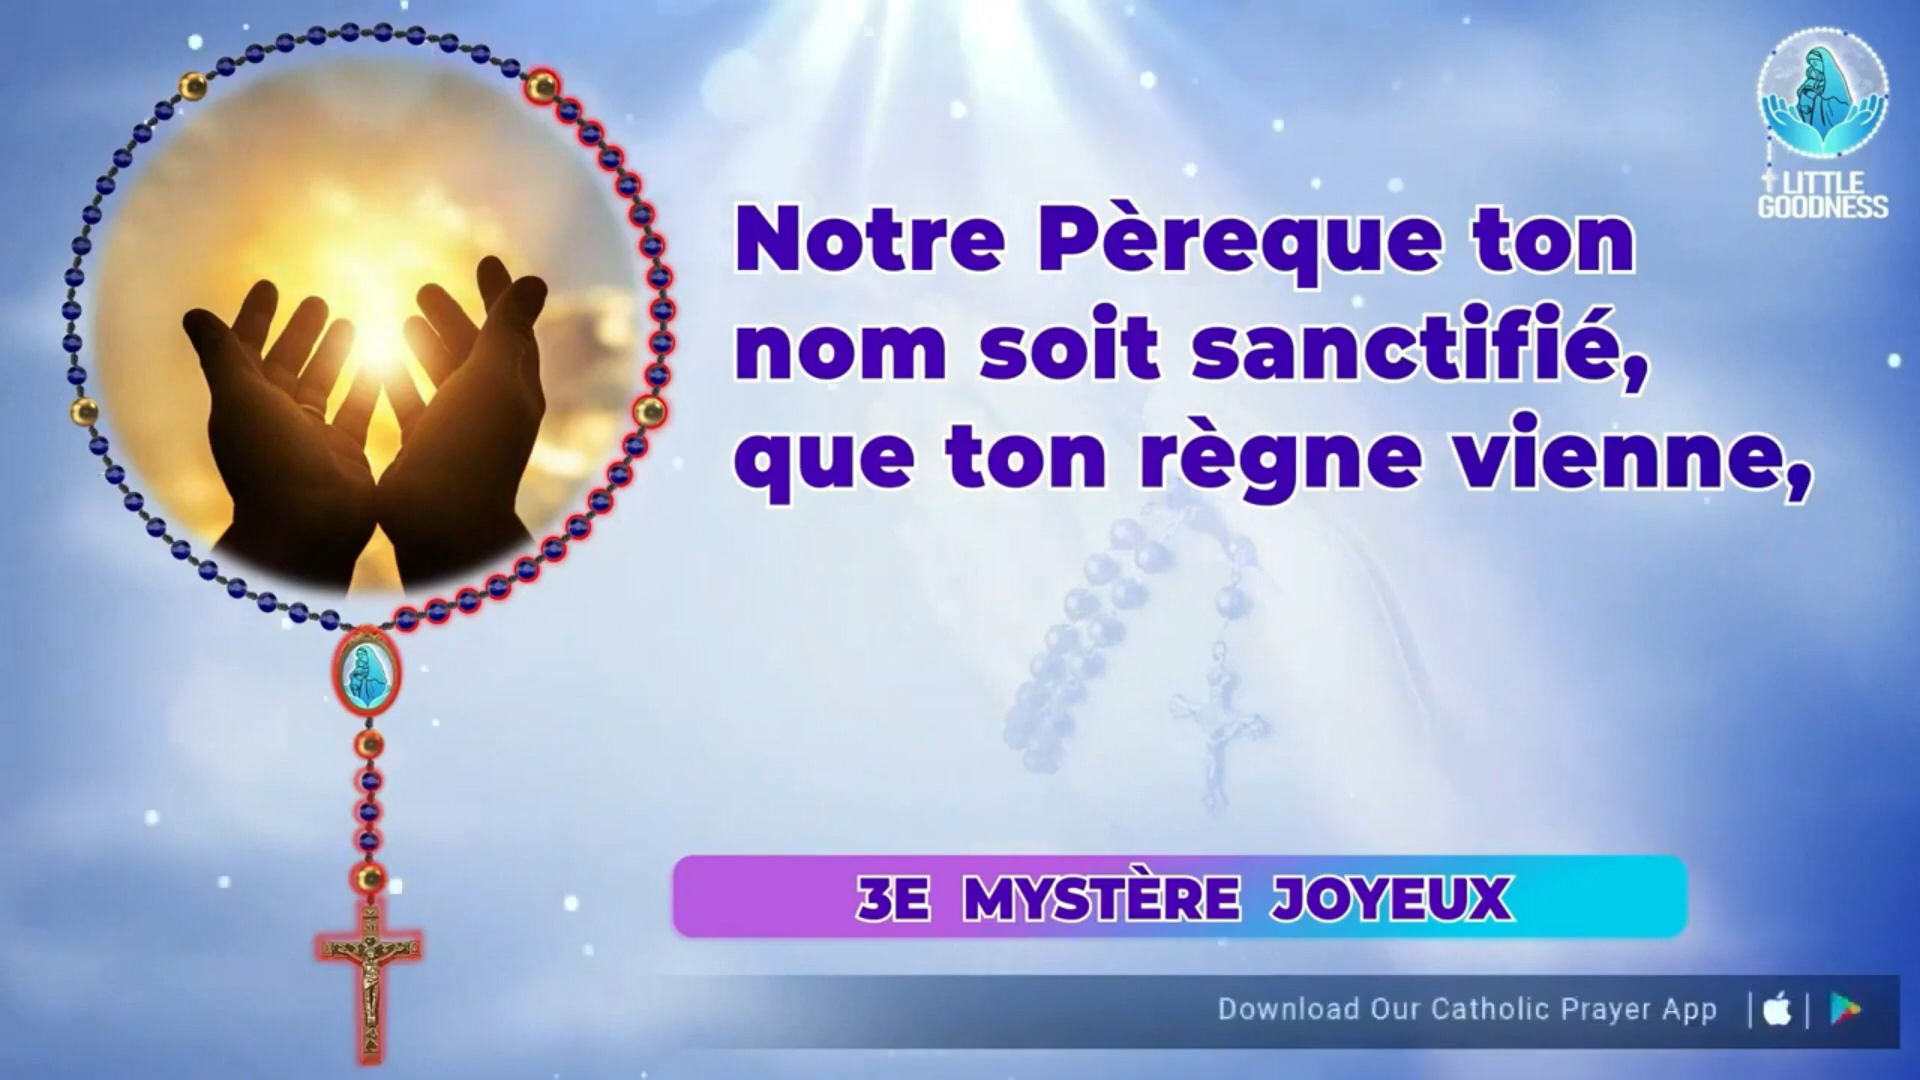 LITTLE
GOODNESS
Notre Pèreque ton
nom soit sanctifié,
que ton règne vienne,
3E MYSTÈRE JOYEUX
Download Our Catholic Prayer App